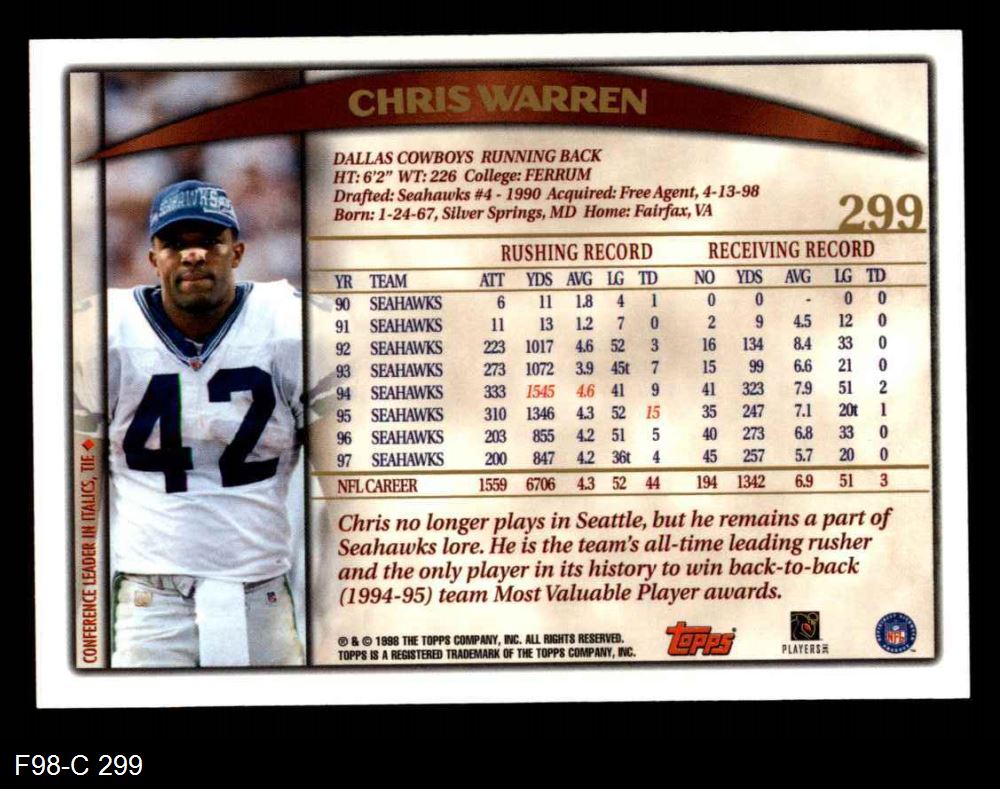 CHRIS WARREN
DALLAS COWBOYS RUNNING BACK
HT: 6'2" WT: 226 College: FERRUM
Drafted: Seahawks #4 - 1990 Acquired: Free Agent, 4-13-98
Born: 1-24-67, Silver Springs, MD Home: Fairfax, VA
299
RUSHING RECORD RECEIVING RECORD
YR TEAM ATT YDS AVG LG TD NO YDS AVG LG TD
90 SEAHAWKS 6 11 1.8 4 1 0 0 - 0 0
91 SEAHAWKS 11 13 1.2 7 0 2 9 4.5 12 0
92 SEAHAWKS 223 1017 4.6 52 3 16 134 8.4 33 0
93 SEAHAWKS 273 1072 3.9 45t 7 15 99 6.6 21 0
94 SEAHAWKS 333 1545 4.6 41 9 41 323 7.9 51 2
95 SEAHAWKS 310 1346 4.3 52 15 35 247 7.1 20t 1
96 SEAHAWKS 203 855 4.2 51 5 40 273 6.8 33 0
97 SEAHAWKS 200 847 4.2 36t 4 45 257 5.7 20 0
NFL CAREER 1559 6706 4.3 52 44 194 1342 6.9 51 3
Chris no longer plays in Seattle, but he remains a part of
Seahawks lore. He is the team's all-time leading rusher
and the only player in its history to win back-to-back
(1994-95) team Most Valuable Player awards.
® & © 1998 THE TOPPS COMPANY, INC. ALL RIGHTS RESERVED.
TOPPS IS A REGISTERED TRADEMARK OF THE TOPPS COMPANY, INC.
TOPPS
PLAYERS INC
NFL
CONFERENCE LEADER IN ITALICS, TIE ◆
SEAHAWKS
42
F98-C 299